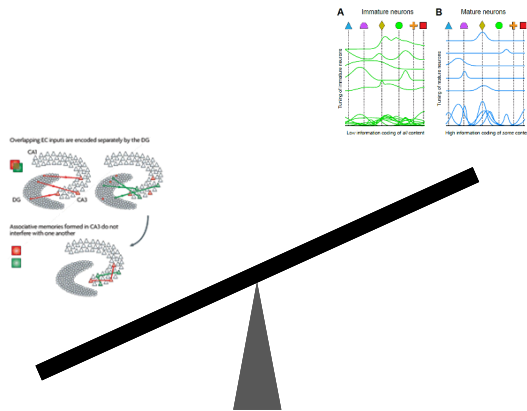 A
Immature neurons
B
Mature neurons
Tuning of immature neurons
Tuning of mature neurons
Low information coding of all content
High information coding of some conte
Overlapping EC inputs are encoded separately by the DG
CA1
DG
CA3
Associative memories formed in CA3 do not
interfere with one another